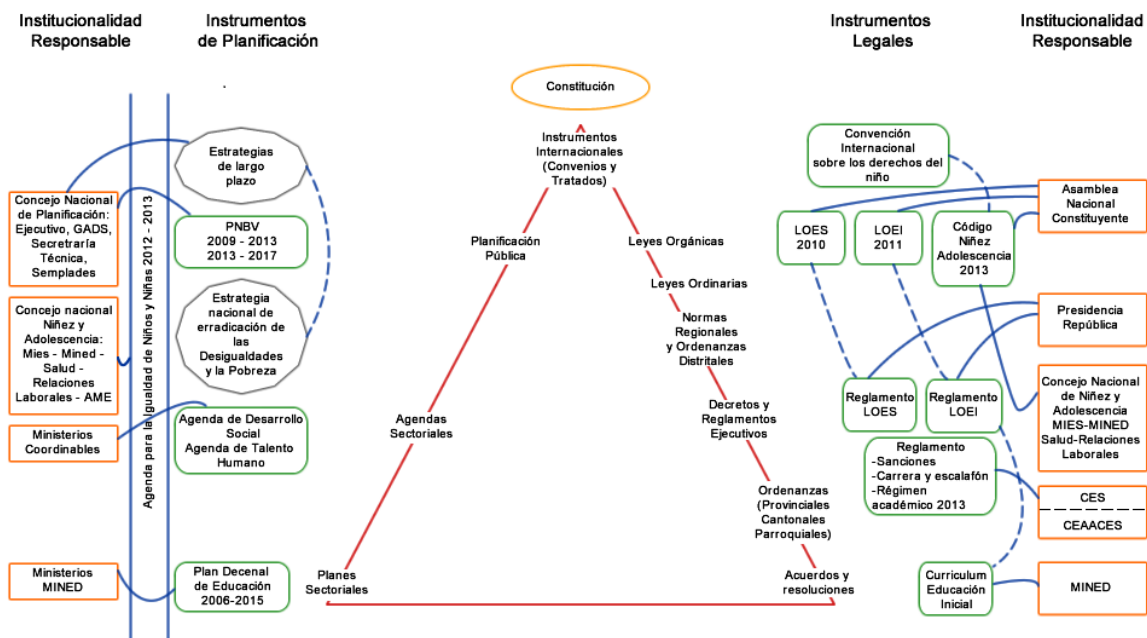 Institucionalidad
Responsable
Instrumentos
de Planificación
Instrumentos
Legales
Institucionalidad
Responsable
Concejo Nacional
de Planificación:
Ejecutivo, GADS,
Secretraría
Técnica,
Semplades
Concejo nacional
Niñez y
Adolescencia:
Mies - Mined -
Salud -
Relaciones
Laborales - AME
Ministerios
Coordinables
Ministerios
MINED
Agenda para la Igualdad de Niños y Niñas 2012 - 2013
Estrategias
de largo
plazo
PNBV
2009 - 2013
2013 - 2017
Estrategia
nacional de
erradicación de
las
Desigualdades
y la Pobreza
Agenda de Desarrollo
Social
Agenda de Talento
Humano
Plan Decenal
de Educación
2006-2015
Constitución
Instrumentos
Internacionales
(Convenios y
Tratados)
Planificación
Pública
Agendas
Sectoriales
Planes
Sectoriales
Leyes Orgánicas
Leyes Ordinarias
Normas
Regionales
y Ordenanzas
Distritales
Decretos y
Reglamentos
Ejecutivos
Ordenanzas
(Provinciales
Cantonales
Parroquiales)
Acuerdos y
resoluciones
Convención
Internacional
sobre los derechos del
niño
LOES
2010
LOEI
2011
Código
Niñez
Adolescencia
2013
Reglamento
LOES
Reglamento
LOEI
Reglamento
-Sanciones
-Carrera y escalafón
-Régimen
académico 2013
Curriculum
Educación
Inicial
Asamblea
Nacional
Constituyente
Presidencia
República
Concejo Nacional
de Niñez y
Adolescencia
MIES-MINED
Salud-Relaciones
Laborales
CES
CEAACES
MINED